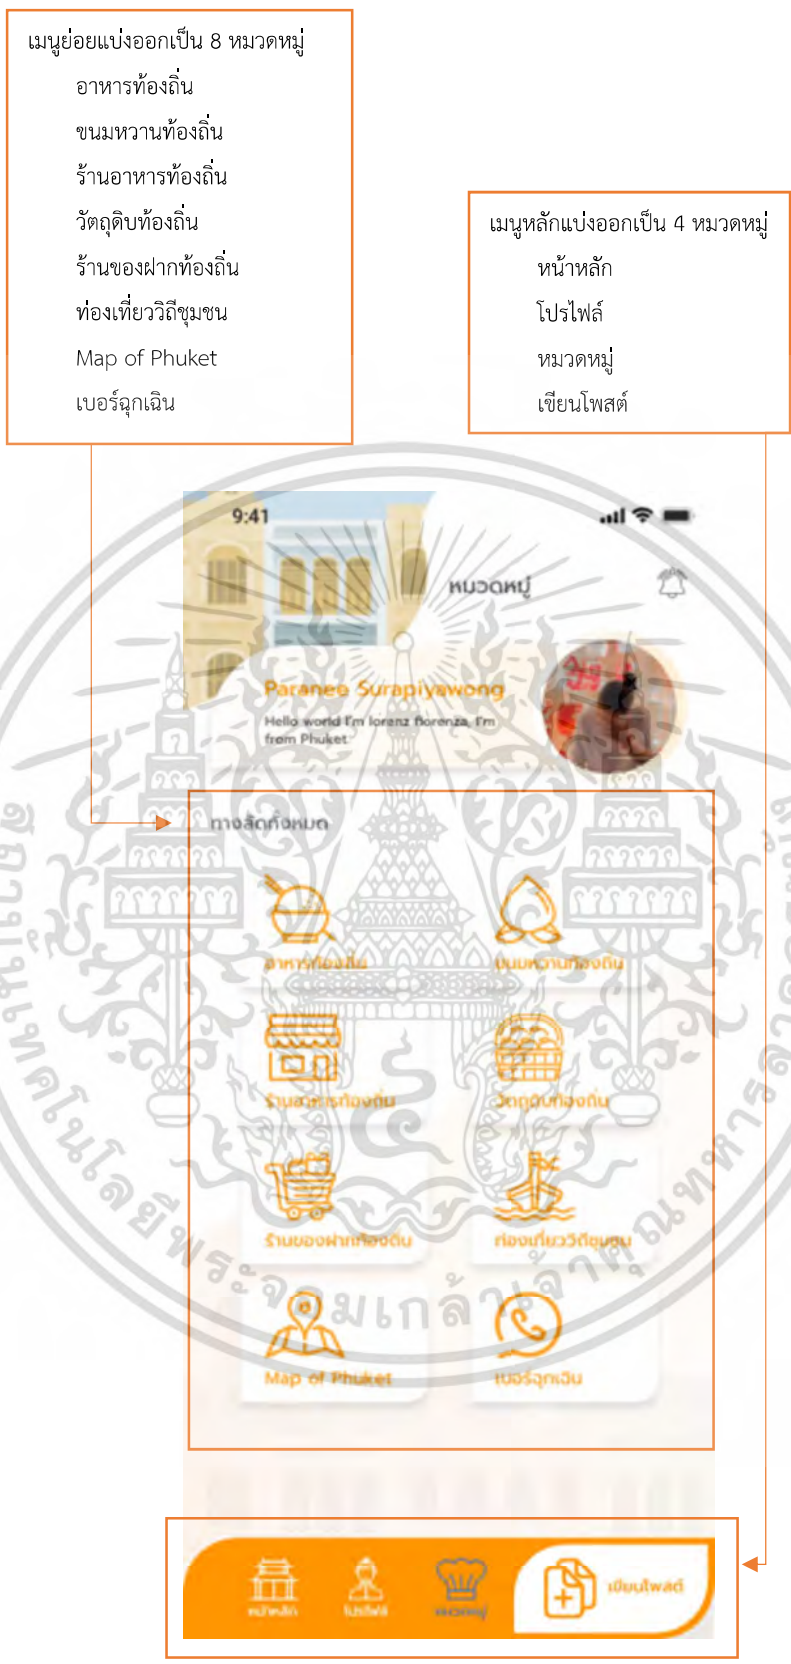 เมนูย่อยแบ่งออกเป็น 8 หมวดหมู่
อาหารท้องถิ่น
ขนมหวานท้องถิ่น
ร้านอาหารท้องถิ่น
วัตถุดิบท้องถิ่น
ร้านของฝากท้องถิ่น
ท่องเที่ยววิถีชุมชน
Map of Phuket
เบอร์ฉุกเฉิน
เมนูหลักแบ่งออกเป็น 4 หมวดหมู่
หน้าหลัก
โปรไฟล์
หมวดหมู่
เขียนโพสต์
9:41
หมวดหมู่
Paranee Surapiyawong
Hello world I'm lorenz florenza, I'm
from Phuket.
ทางลัดทั้งหมด
อาหารท้องถิ่น
ขนมหวานท้องถิ่น
ร้านอาหารท้องถิ่น
วัตถุดิบท้องถิ่น
ร้านของฝากท้องถิ่น
ท่องเที่ยววิถีชุมชน
Map of Phuket
เบอร์ฉุกเฉิน
หน้าหลัก
โปรไฟล์
หมวดหมู่
เขียนโพสต์